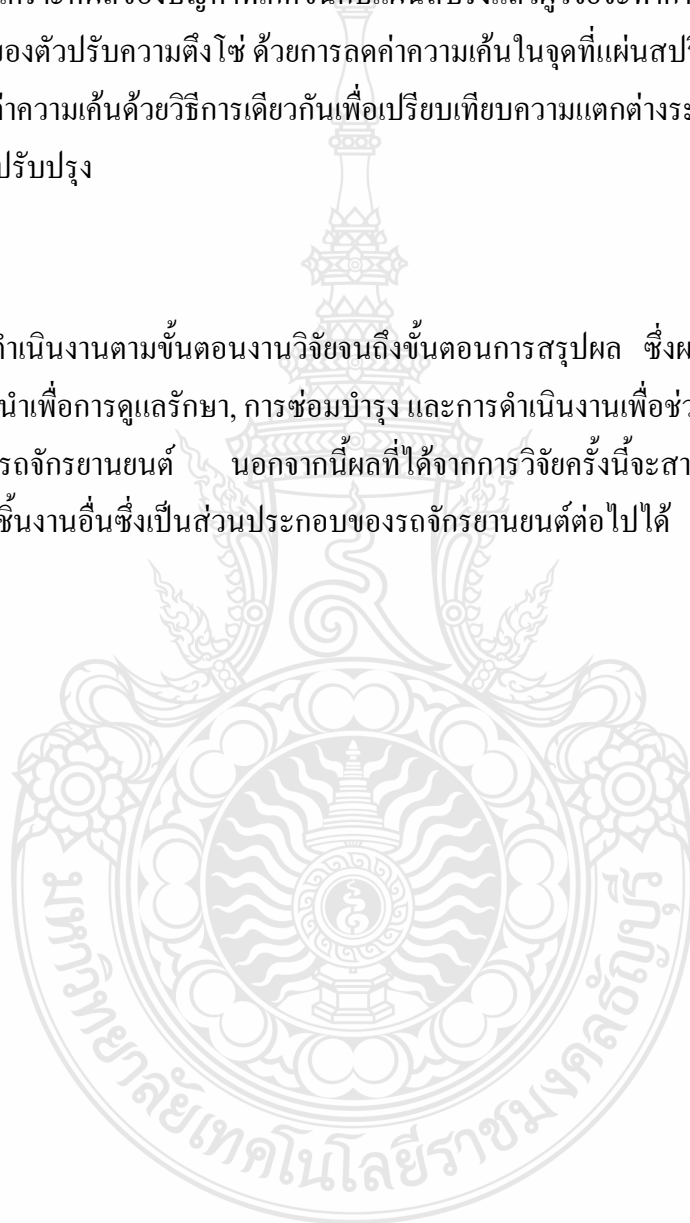 ของตัวปรับความตึงโซ่ ด้วยการลดค่าความเค้นในจุดที่แผ่นสปริ
ค่าความเค้นด้วยวิธีการเดียวกันเพื่อเปรียบเทียบความแตกต่างระ
ปรับปรุง
ดำเนินงานตามขั้นตอนงานวิจัยจนถึงขั้นตอนการสรุปผล ซึ่งผ
นำเพื่อการดูแลรักษา, การซ่อมบำรุง และการดำเนินงานเพื่อช่ว
รถจักรยานยนต์ นอกจากนี้ผลที่ได้จากการวิจัยครั้งนี้จะสา
ชิ้นงานอื่นซึ่งเป็นส่วนประกอบของรถจักรยานยนต์ต่อไปได้
มหาวิทยาลัยเทคโนโลยีราชมงคลธัญบุรี